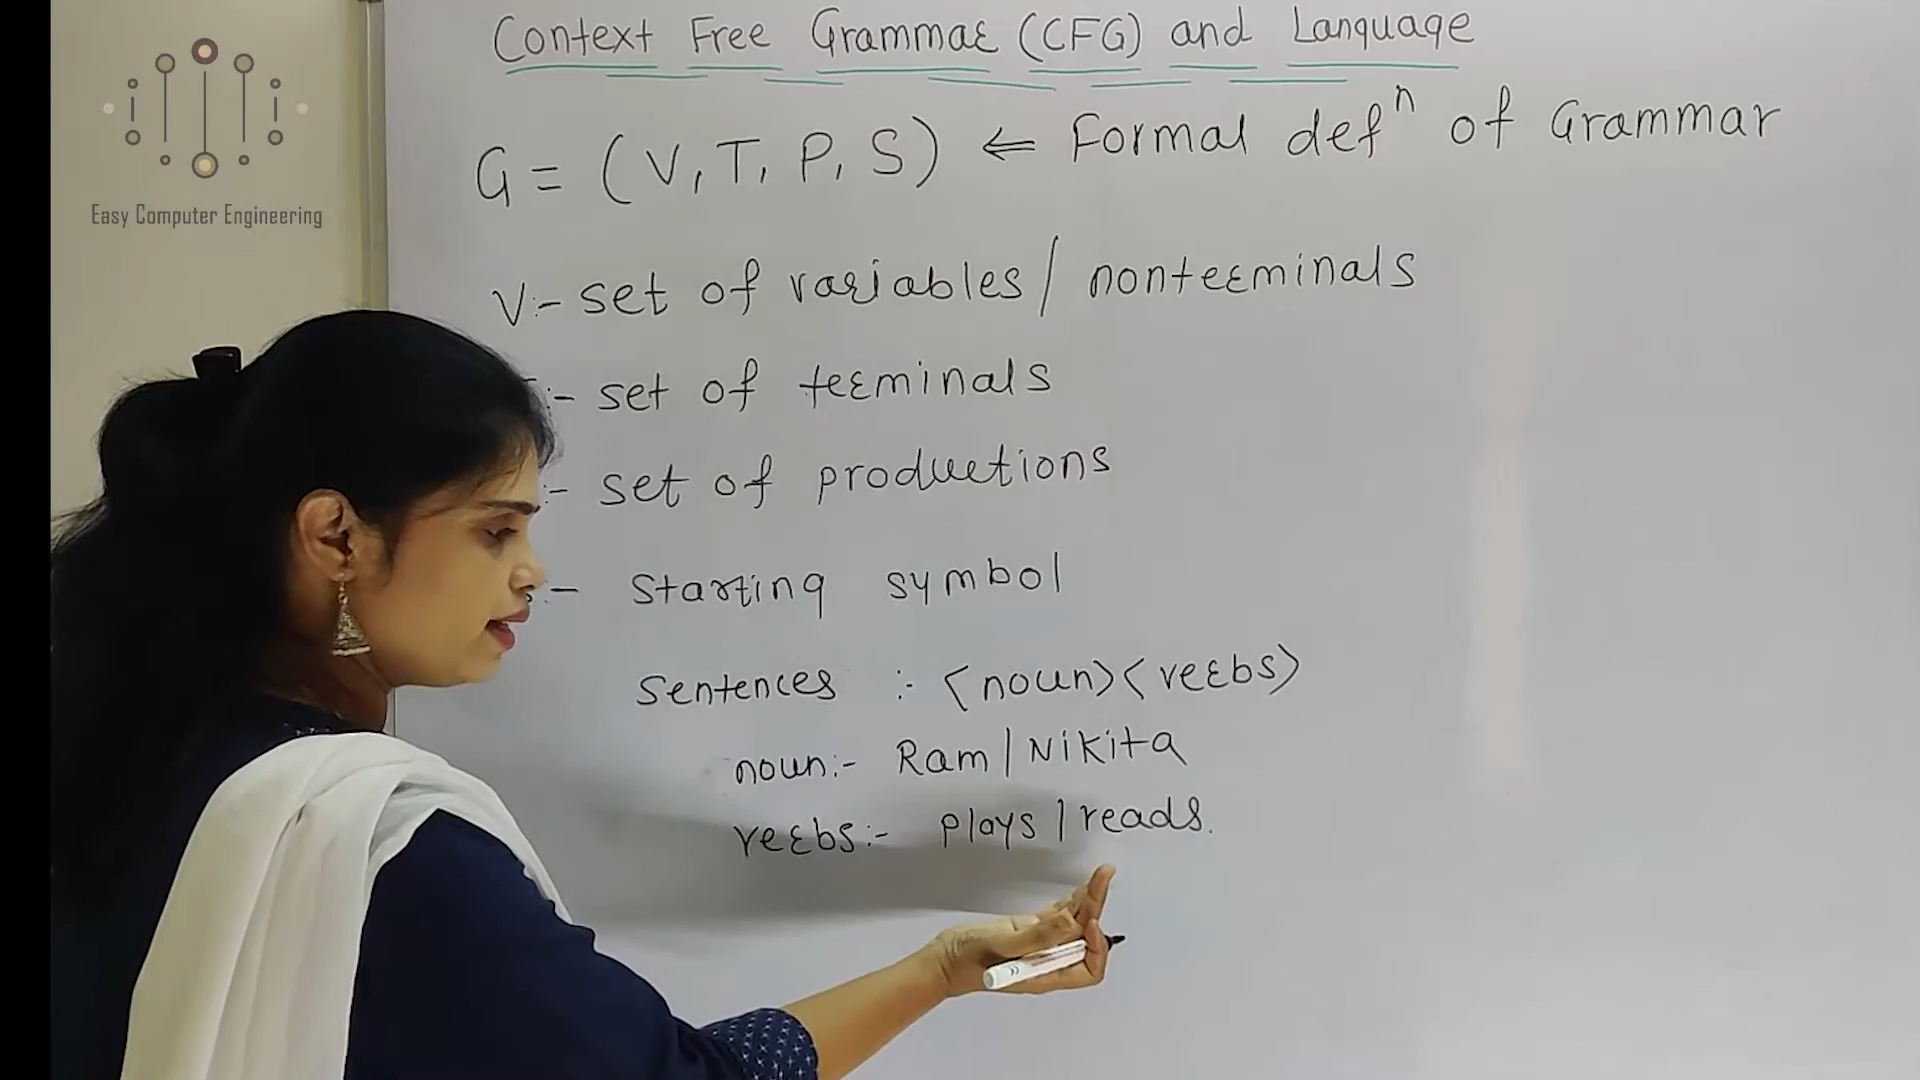 Context Free Grammar (CFG) and Language
G = (V, T, P, S) ⇐ Formal defⁿ of Grammar
V:- set of variables / nonterminals
:- set of terminals
:- set of productions
:- Starting symbol
Sentences :- <noun><verbs>
noun:- Ram | Nikita
verbs:- plays | reads.
Easy Computer Engineering